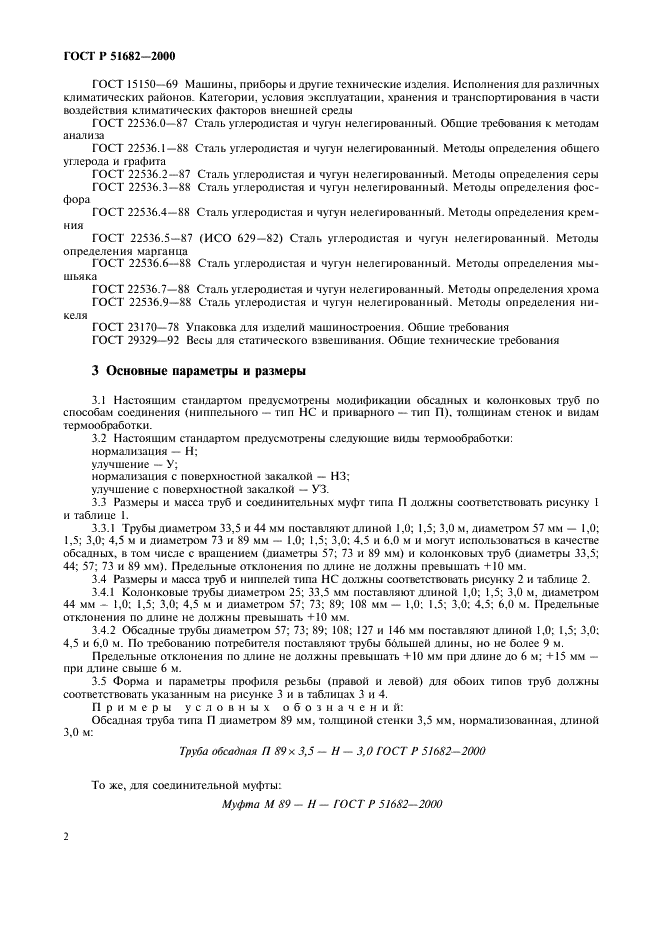 ГОСТ Р 51682—2000
ГОСТ 15150—69 Машины, приборы и другие технические изделия. Исполнения для различных
климатических районов. Категории, условия эксплуатации, хранения и транспортирования в части
воздействия климатических факторов внешней среды
ГОСТ 22536.0—87 Сталь углеродистая и чугун нелегированный. Общие требования к методам
анализа
ГОСТ 22536.1—88 Сталь углеродистая и чугун нелегированный. Методы определения общего
углерода и графита
ГОСТ 22536.2—87 Сталь углеродистая и чугун нелегированный. Методы определения серы
ГОСТ 22536.3—88 Сталь углеродистая и чугун нелегированный. Методы определения фос-
фора
ГОСТ 22536.4—88 Сталь углеродистая и чугун нелегированный. Методы определения крем-
ния
ГОСТ 22536.5—87 (ИСО 629—82) Сталь углеродистая и чугун нелегированный. Методы
определения марганца
ГОСТ 22536.6—88 Сталь углеродистая и чугун нелегированный. Методы определения мы-
шьяка
ГОСТ 22536.7—88 Сталь углеродистая и чугун нелегированный. Методы определения хрома
ГОСТ 22536.9—88 Сталь углеродистая и чугун нелегированный. Методы определения ни-
келя
ГОСТ 23170—78 Упаковка для изделий машиностроения. Общие требования
ГОСТ 29329—92 Весы для статического взвешивания. Общие технические требования
3 Основные параметры и размеры
3.1 Настоящим стандартом предусмотрены модификации обсадных и колонковых труб по
способам соединения (ниппельного — тип НС и приварного — тип П), толщинам стенок и видам
термообработки.
3.2 Настоящим стандартом предусмотрены следующие виды термообработки:
нормализация — Н;
улучшение — У;
нормализация с поверхностной закалкой — НЗ;
улучшение с поверхностной закалкой — УЗ.
3.3 Размеры и масса труб и соединительных муфт типа П должны соответствовать рисунку 1
и таблице 1.
3.3.1 Трубы диаметром 33,5 и 44 мм поставляют длиной 1,0; 1,5; 3,0 м, диаметром 57 мм — 1,0;
1,5; 3,0; 4,5 м и диаметром 73 и 89 мм — 1,0; 1,5; 3,0; 4,5 и 6,0 м и могут использоваться в качестве
обсадных, в том числе с вращением (диаметры 57; 73 и 89 мм) и колонковых труб (диаметры 33,5;
44; 57; 73 и 89 мм). Предельные отклонения по длине не должны превышать +10 мм.
3.4 Размеры и масса труб и ниппелей типа НС должны соответствовать рисунку 2 и таблице 2.
3.4.1 Колонковые трубы диаметром 25; 33,5 мм поставляют длиной 1,0; 1,5; 3,0 м, диаметром
44 мм — 1,0; 1,5; 3,0; 4,5 м и диаметром 57; 73; 89; 108 мм — 1,0; 1,5; 3,0; 4,5; 6,0 м. Предельные
отклонения по длине не должны превышать +10 мм.
3.4.2 Обсадные трубы диаметром 57; 73; 89; 108; 127 и 146 мм поставляют длиной 1,0; 1,5; 3,0;
4,5 и 6,0 м. По требованию потребителя поставляют трубы бо́льшей длины, но не более 9 м.
Предельные отклонения по длине не должны превышать +10 мм при длине до 6 м; +15 мм —
при длине свыше 6 м.
3.5 Форма и параметры профиля резьбы (правой и левой) для обоих типов труб должны
соответствовать указанным на рисунке 3 и в таблицах 3 и 4.
Примеры условных обозначений:
Обсадная труба типа П диаметром 89 мм, толщиной стенки 3,5 мм, нормализованная, длиной
3,0 м:
Труба обсадная П 89 × 3,5 — Н — 3,0 ГОСТ Р 51682—2000
То же, для соединительной муфты:
Муфта М 89 — Н — ГОСТ Р 51682—2000
2